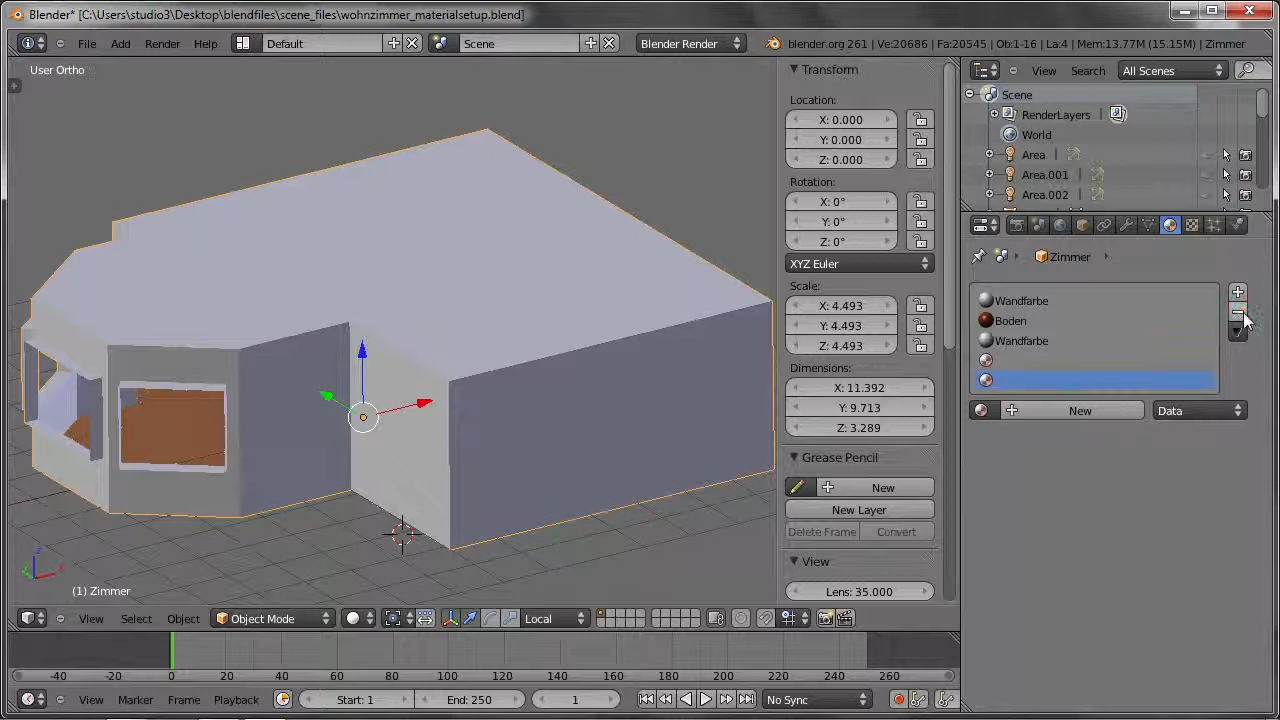 Blender* [C:\Users\studio3\Desktop\blendfiles\scene_files\wohnzimmer_materialsetup.blend]
File Add Render Help Default Scene Blender Render blender.org 261 | Ve:20686 | Fa:20545 | Ob:1-16 | La:4 | Mem:13.77M (15.15M) | Zimmer
User Ortho
Transform
Location:
X: 0.000
Y: 0.000
Z: 0.000
Rotation:
X: 0°
Y: 0°
Z: 0°
XYZ Euler
Scale:
X: 4.493
Y: 4.493
Z: 4.493
Dimensions:
X: 11.392
Y: 9.713
Z: 3.289
Grease Pencil
New
New Layer
Delete Frame Convert
View
Lens: 35.000
View Search All Scenes
Scene
RenderLayers
World
Area
Area.001
Area.002
Zimmer
Wandfarbe
Boden
Wandfarbe
New Data
(1) Zimmer
View Select Object Object Mode Local
-40 -20 0 20 40 60 80 100 120 140 160 180 200 220 240 260
View Marker Frame Playback Start: 1 End: 250 1 No Sync